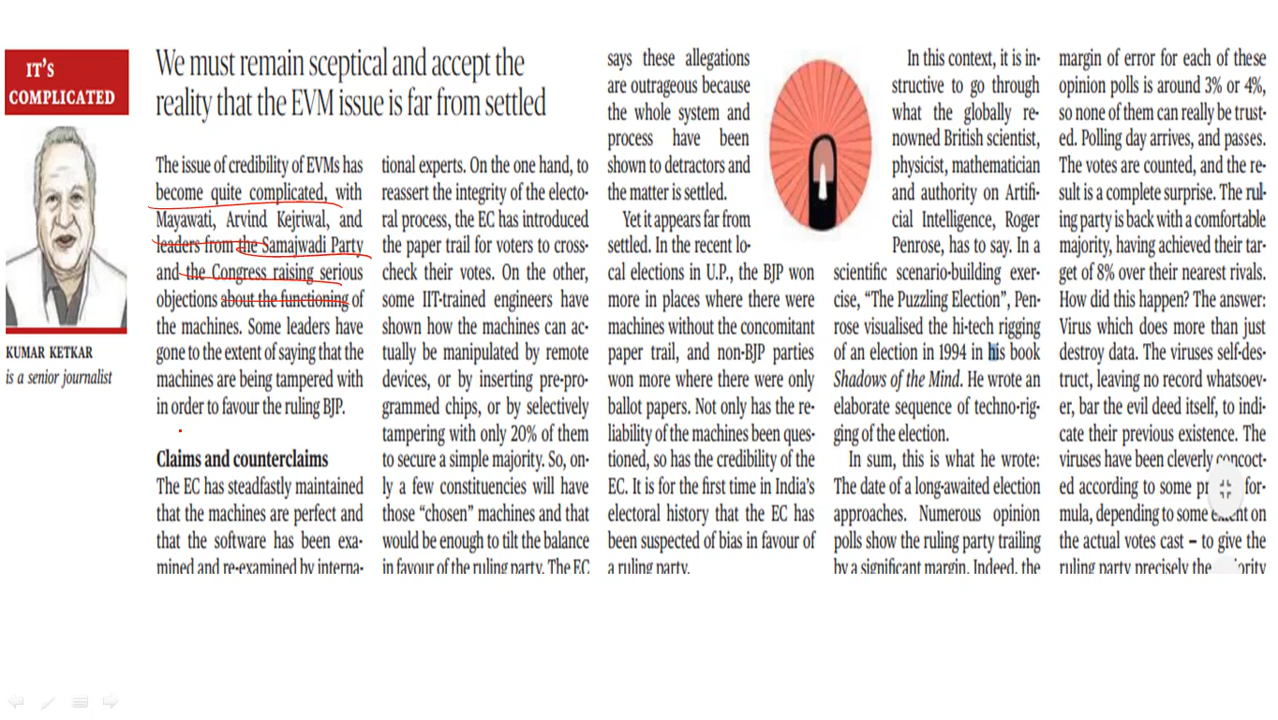 IT'S
COMPLICATED
KUMAR KETKAR
is a senior journalist
We must remain sceptical and accept the
reality that the EVM issue is far from settled
The issue of credibility of EVMs has
become quite complicated, with
Mayawati, Arvind Kejriwal, and
leaders from the Samajwadi Party
and the Congress raising serious
objections about the functioning of
the machines. Some leaders have
gone to the extent of saying that the
machines are being tampered with
in order to favour the ruling BJP.
Claims and counterclaims
The EC has steadfastly maintained
that the machines are perfect and
that the software has been exa-
mined and re-examined by interna-
tional experts. On the one hand, to
reassert the integrity of the electo-
ral process, the EC has introduced
the paper trail for voters to cross-
check their votes. On the other,
some IIT-trained engineers have
shown how the machines can ac-
tually be manipulated by remote
devices, or by inserting pre-pro-
grammed chips, or by selectively
tampering with only 20% of them
to secure a simple majority. So, on-
ly a few constituencies will have
those “chosen” machines and that
would be enough to tilt the balance
in favour of the ruling party. The EC
says these allegations
are outrageous because
the whole system and
process have been
shown to detractors and
the matter is settled.
Yet it appears far from
settled. In the recent lo-
cal elections in U.P., the BJP won
more in places where there were
machines without the concomitant
paper trail, and non-BJP parties
won more where there were only
ballot papers. Not only has the re-
liability of the machines been ques-
tioned, so has the credibility of the
EC. It is for the first time in India's
electoral history that the EC has
been suspected of bias in favour of
a ruling party.
In this context, it is in-
structive to go through
what the globally re-
nowned British scientist,
physicist, mathematician
and authority on Artifi-
cial Intelligence, Roger
Penrose, has to say. In a
scientific scenario-building exer-
cise, “The Puzzling Election”, Pen-
rose visualised the hi-tech rigging
of an election in 1994 in his book
Shadows of the Mind. He wrote an
elaborate sequence of techno-rig-
ging of the election.
In sum, this is what he wrote:
The date of a long-awaited election
approaches. Numerous opinion
polls show the ruling party trailing
by a significant margin. Indeed, the
margin of error for each of these
opinion polls is around 3% or 4%,
so none of them can really be trust-
ed. Polling day arrives, and passes.
The votes are counted, and the re-
sult is a complete surprise. The rul-
ing party is back with a comfortable
majority, having achieved their tar-
get of 8% over their nearest rivals.
How did this happen? The answer:
Virus which does more than just
destroy data. The viruses self-des-
truct, leaving no record whatsoev-
er, bar the evil deed itself, to indi-
cate their previous existence. The
viruses have been cleverly concoct-
ed according to some for-
mula, depending to some extent on
the actual votes cast – to give the
ruling party precisely the